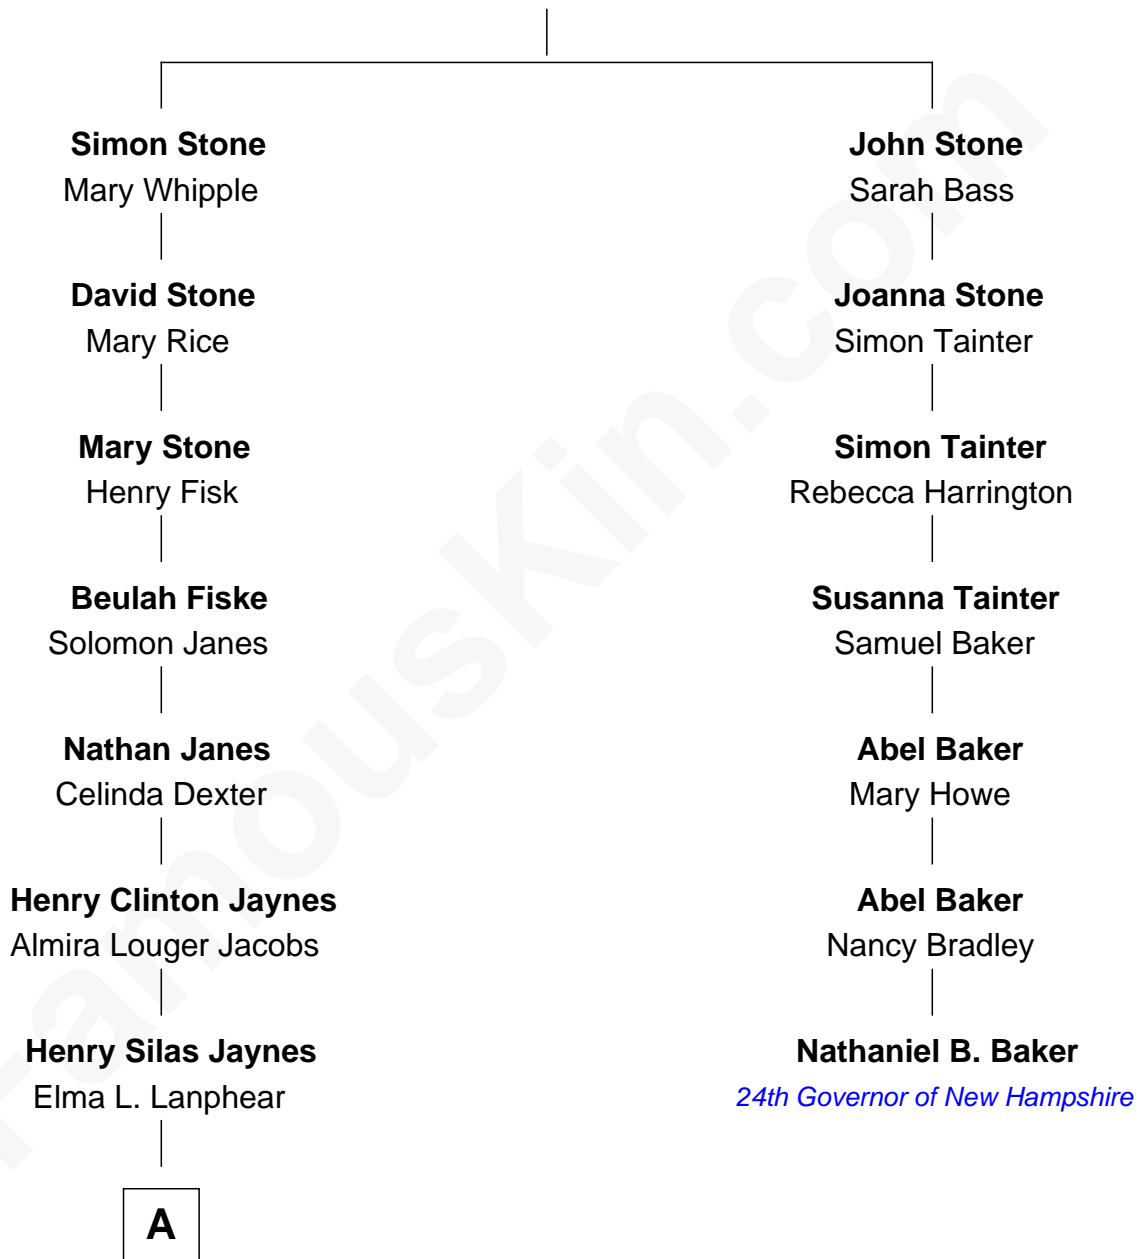 Simon Stone
Mary Whipple
David Stone
Mary Rice
Mary Stone
Henry Fisk
Beulah Fiske
Solomon Janes
Nathan Janes
Celinda Dexter
Henry Clinton Jaynes
Almira Louger Jacobs
Henry Silas Jaynes
Elma L. Lanphear
A
John Stone
Sarah Bass
Joanna Stone
Simon Tainter
Simon Tainter
Rebecca Harrington
Susanna Tainter
Samuel Baker
Abel Baker
Mary Howe
Abel Baker
Nancy Bradley
Nathaniel B. Baker
24th Governor of New Hampshire
FamousKin.com